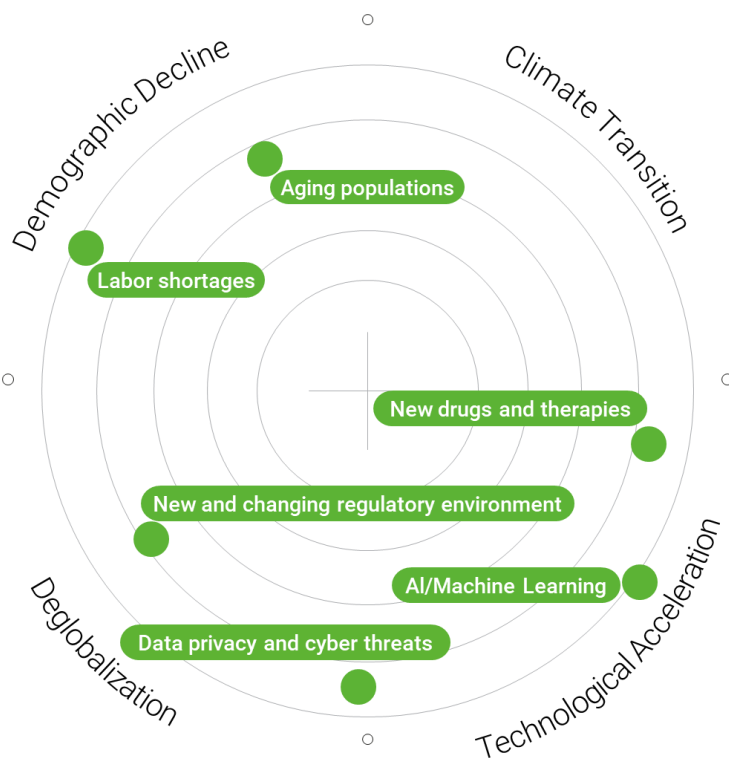 Demographic Decline
Climate Transition
Aging populations
Labor shortages
New drugs and therapies
New and changing regulatory environment
AI/Machine Learning
Data privacy and cyber threats
Deglobalization
Technological Acceleration